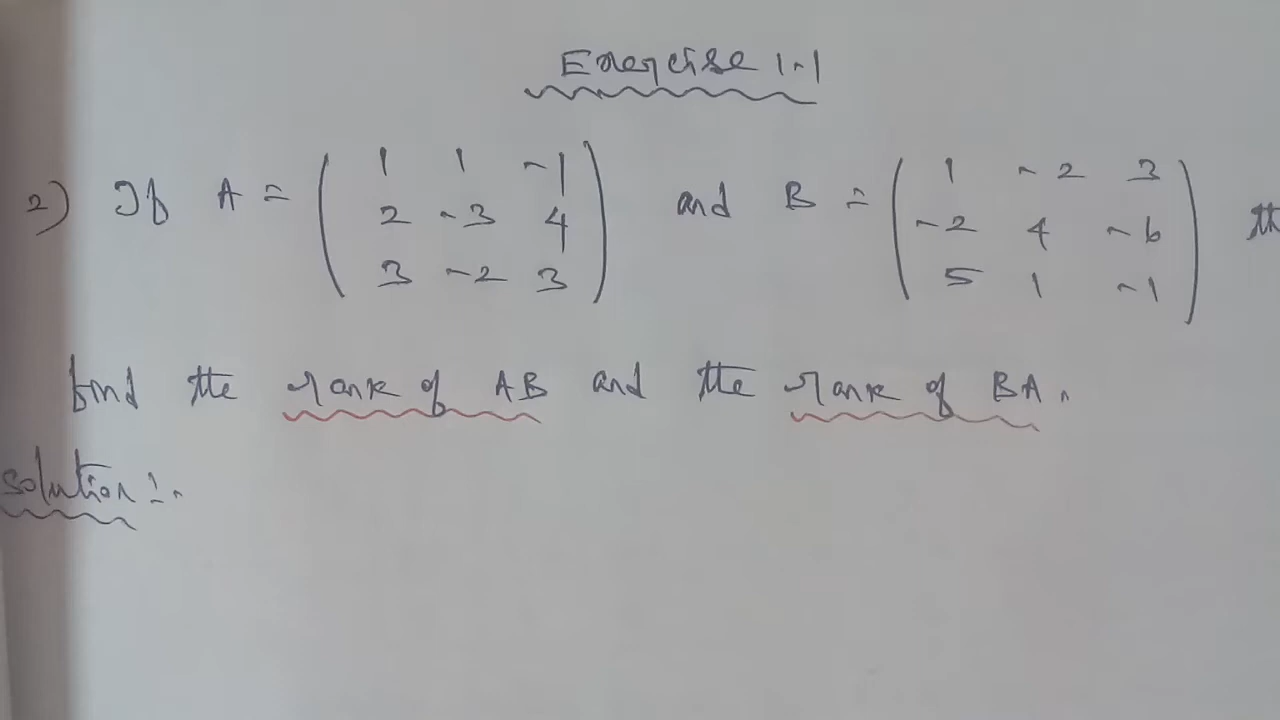 Exercise 1.1
2) If A = ( 1 1 -1 and B = ( 1 -2 3 th
2 -3 4 -2 4 -6
3 -2 3 ) 5 1 -1 )
find the rank of AB and the rank of BA.
solution :-